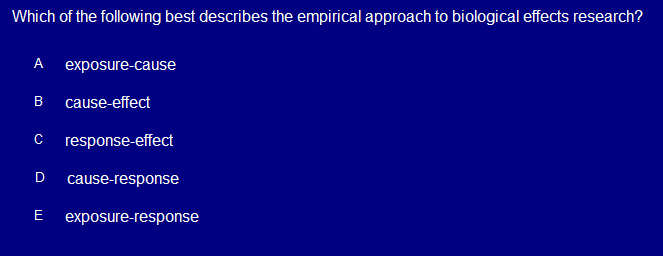 Which of the following best describes the empirical approach to biological effects research?
A exposure-cause
B cause-effect
C response-effect
D cause-response
E exposure-response